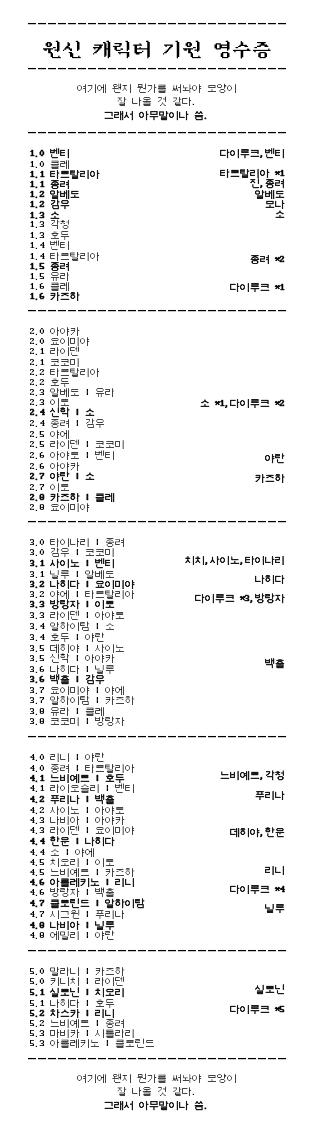 원신 캐릭터 기원 영수증
여기에 왠지 뭔가를 써놔야 모양이
잘 나올 것 같다.
그래서 아무말이나 씀.
1.0 벤티 다이루크,벤티
1.0 클레
1.1 타르탈리아 타르탈리아 *1
1.1 종려 진, 종려
1.2 알베도 알베도
1.2 감우 모나
1.3 소 소
1.3 각청
1.3 호두
1.4 벤티
1.4 타르탈리아 종려 *2
1.5 종려
1.5 유라
1.6 클레 다이루크 *1
1.6 카즈하
2.0 아야카
2.0 요이미야
2.1 라이덴
2.1 코코미
2.2 타르탈리아
2.2 호두
2.3 알베도 | 유라
2.3 이토 소 *1,다이루크 *2
2.4 신학 | 소
2.4 종려 | 감우
2.5 야에
2.5 라이덴 | 코코미
2.6 아야토 | 벤티 야란
2.6 아야카
2.7 야란 | 소 카즈하
2.7 이토
2.8 카즈하 | 클레
2.8 요이미야
3.0 타이나리 | 종려
3.0 감우 | 코코미
3.1 사이노 | 벤티 치치,사이노,타이나리
3.1 닐루 | 알베도
3.2 나히다 | 요이미야 나히다
3.2 야에 | 타르탈리아
3.3 방랑자 | 이토 다이루크 *3,방랑자
3.3 라이덴 | 아야토
3.4 알하이탐 | 소
3.4 호두 | 야란
3.5 데히야 | 사이노
3.5 신학 | 아야카 백출
3.6 나히다 | 닐루
3.6 백출 | 감우
3.7 요이미야 | 야에
3.7 알하이탐 | 카즈하
3.8 유라 | 클레
3.8 코코미 | 방랑자
4.0 리니 | 야란
4.0 종려 | 타르탈리아
4.1 느비예트 | 호두 느비예트, 각청
4.1 라이오슬리 | 벤티
4.2 푸리나 | 백출 푸리나
4.2 사이노 | 아야토
4.3 나비아 | 아야카
4.3 라이덴 | 요이미야 데히야, 한운
4.4 한운 | 나히다
4.4 소 | 야에
4.5 치오리 | 이토
4.5 느비예트 | 카즈하 리니
4.6 아를레키노 | 리니
4.6 방랑자 | 백출 다이루크 *4
4.7 클로린드 | 알하이탐
4.7 시그윈 | 푸리나 닐루
4.8 나비아 | 닐루
4.8 에밀리 | 야란
5.0 말라니 | 카즈하
5.0 키니치 | 라이덴
5.1 실로닌 | 치오리 실로닌
5.1 나히다 | 호두
5.2 차스카 | 리니 다이루크 *5
5.2 느비예트 | 종려
5.3 마비카 | 시틀라리
5.3 아를레키노 | 클로린드
여기에 왠지 뭔가를 써놔야 모양이
잘 나올 것 같다.
그래서 아무말이나 씀.